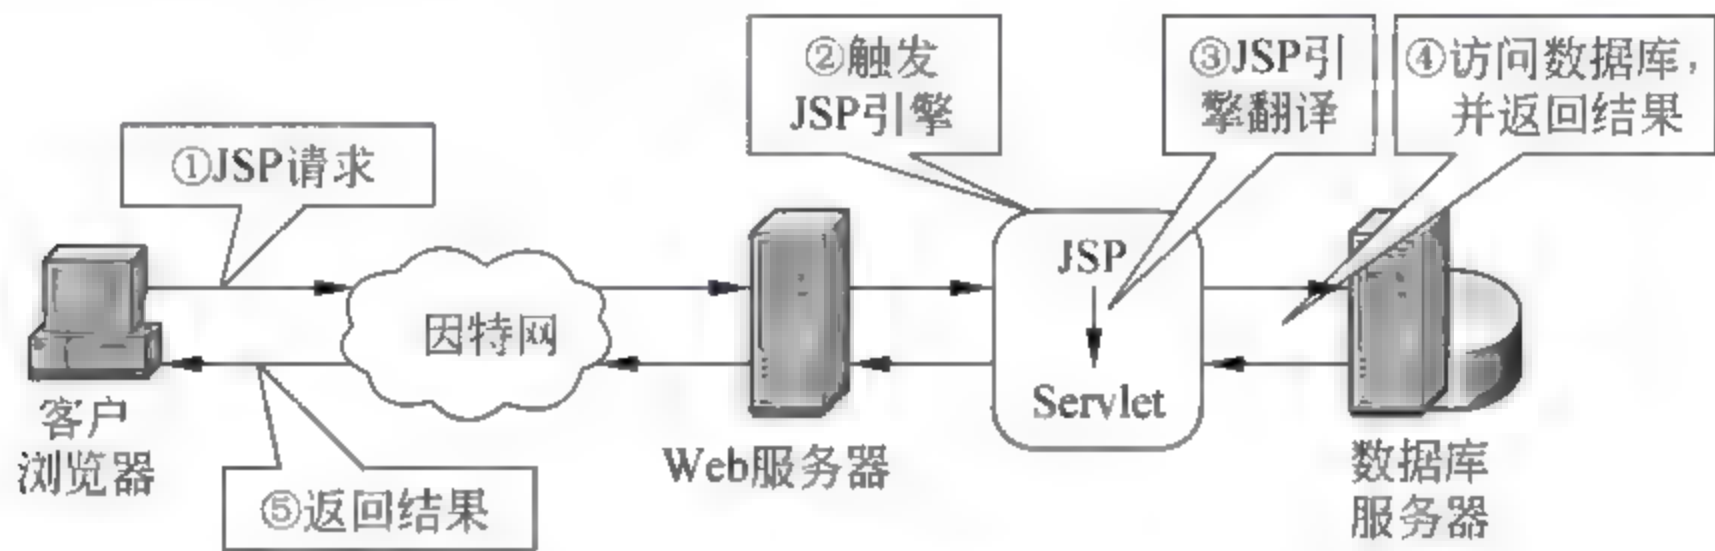 ②触发
JSP引擎
③JSP引
擎翻译
④访问数据库，
并返回结果
①JSP请求
JSP
因特网
Servlet
客户
浏览器
Web服务器
数据库
服务器
⑤返回结果